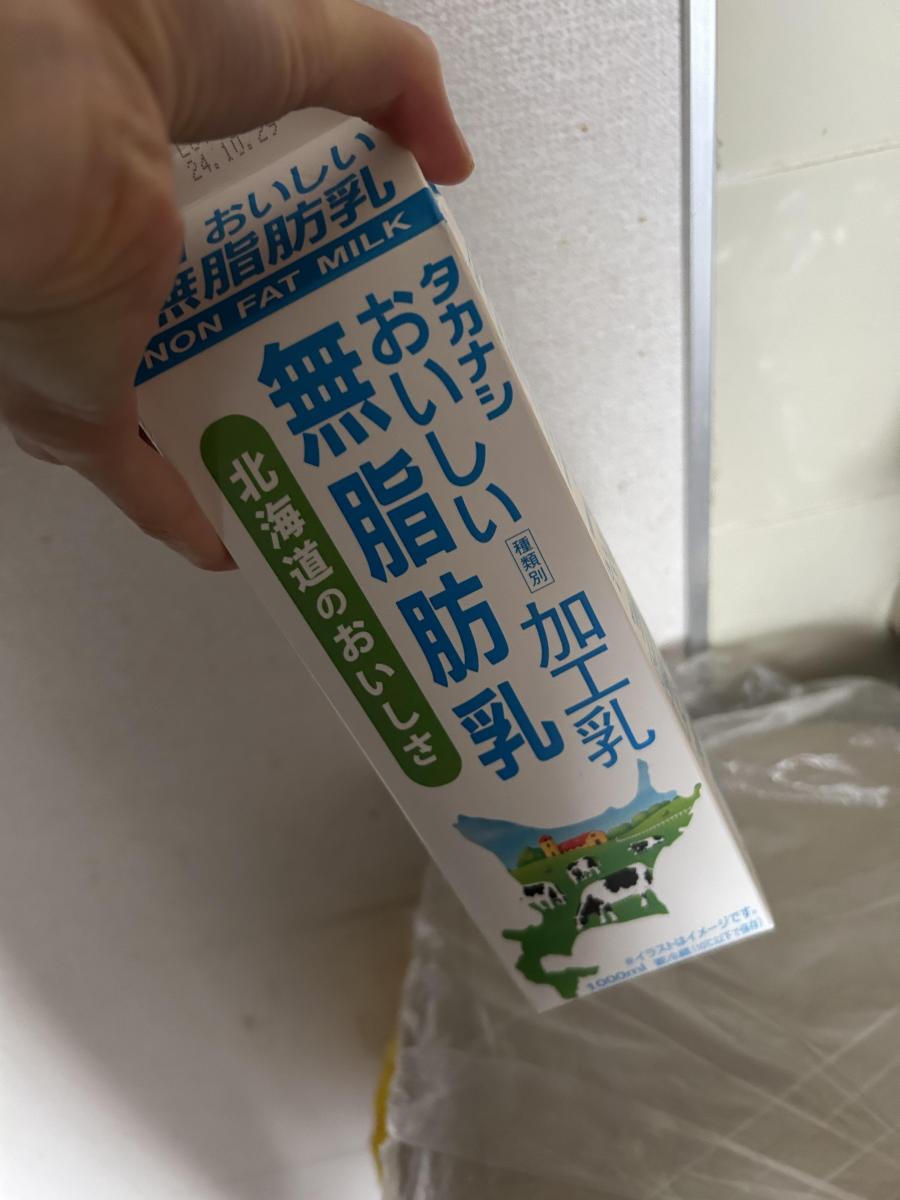 24.10.25
おいしい
無脂肪乳
NON FAT MILK
タカナシ
おいしい
無脂肪乳
種類別
加工乳
北海道のおいしさ
※イラストはイメージです。
1000ml